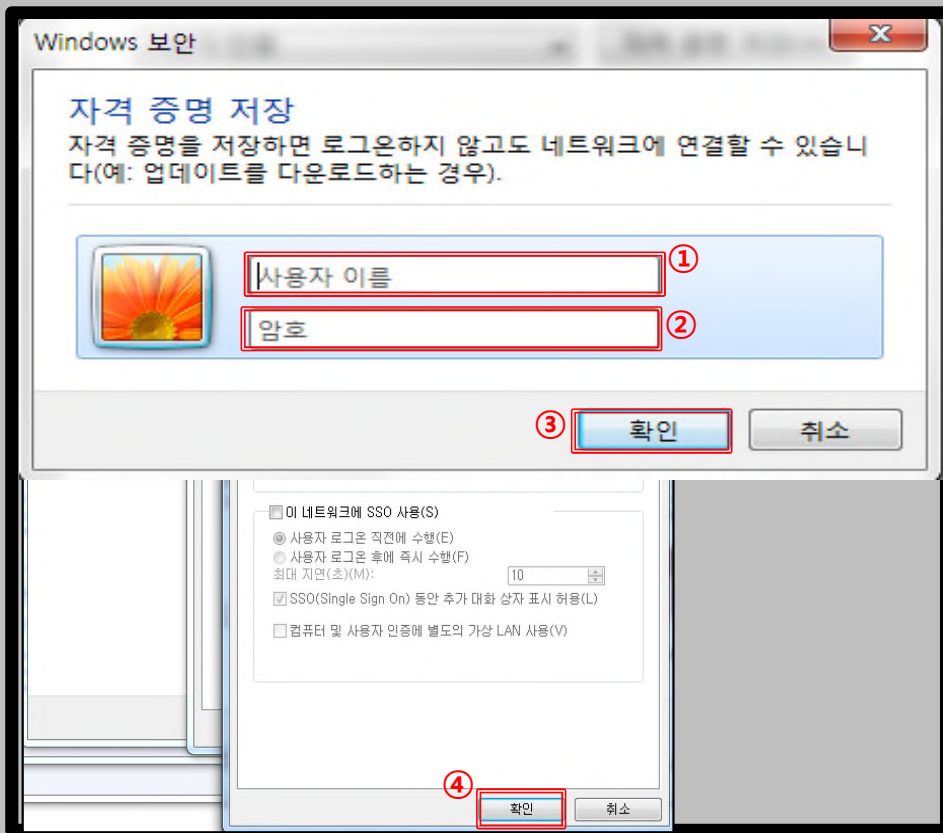 Windows 보안
자격 증명 저장
자격 증명을 저장하면 로그온하지 않고도 네트워크에 연결할 수 있습니
다(예: 업데이트를 다운로드하는 경우).
사용자 이름 ①
암호 ②
③ 확인 취소
이 네트워크에 SSO 사용(S)
사용자 로그온 직전에 수행(E)
사용자 로그온 후에 즉시 수행(F)
최대 지연(초)(M): 10
SSO(Single Sign On) 동안 추가 대화 상자 표시 허용(L)
컴퓨터 및 사용자 인증에 별도의 가상 LAN 사용(V)
④
확인 취소